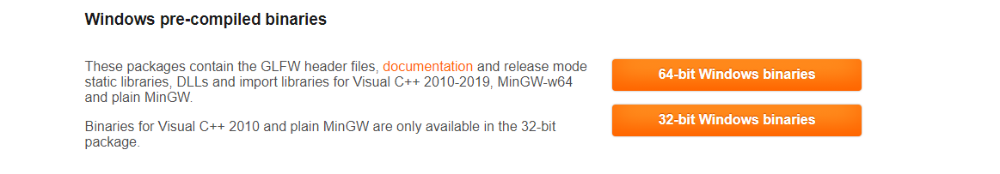 Windows pre-compiled binaries
These packages contain the GLFW header files, documentation and release mode
static libraries, DLLs and import libraries for Visual C++ 2010-2019, MinGW-w64
and plain MinGW.
Binaries for Visual C++ 2010 and plain MinGW are only available in the 32-bit
package.
64-bit Windows binaries
32-bit Windows binaries